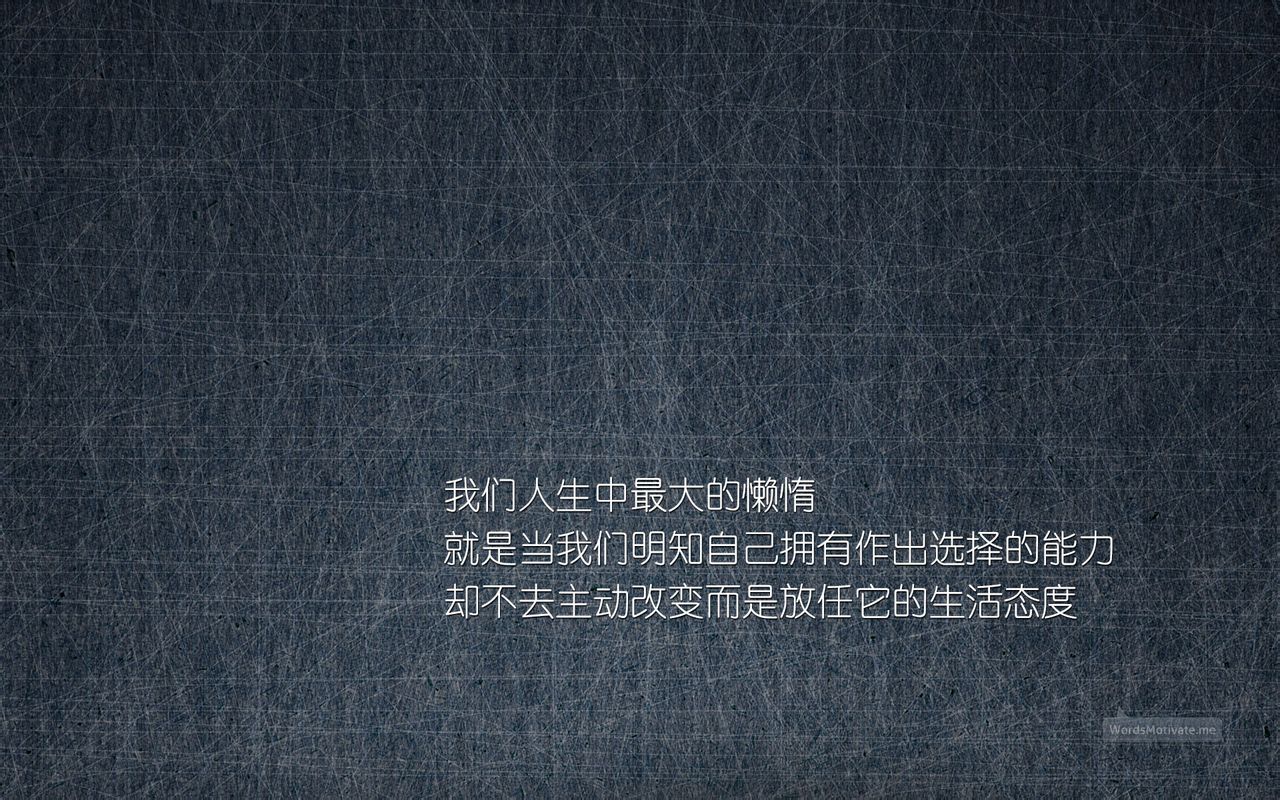 我们人生中最大的懒惰
就是当我们明知自己拥有作出选择的能力
却不去主动改变而是放任它的生活态度
WordsMotivate.me